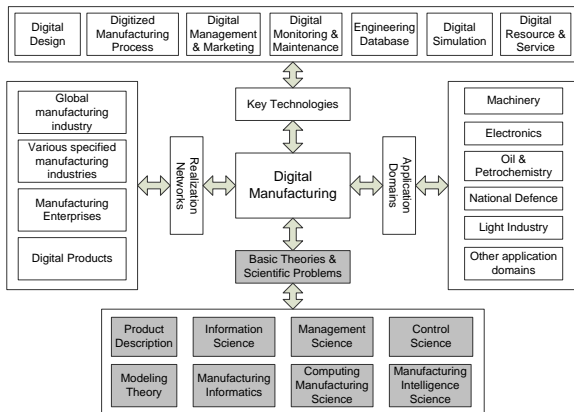 Digital
Design
Digitized
Manufacturing
Process
Digital
Management
& Marketing
Digital
Monitoring &
Maintenance
Engineering
Database
Digital
Simulation
Digital
Resource &
Service
Key Technologies
Global
manufacturing
industry
Various specified
manufacturing
industries
Manufacturing
Enterprises
Digital Products
Realization
Networks
Digital
Manufacturing
Application
Domains
Machinery
Electronics
Oil &
Petrochemistry
National Defence
Light Industry
Other application
domains
Basic Theories &
Scientific Problems
Product
Description
Information
Science
Management
Science
Control
Science
Modeling
Theory
Manufacturing
Informatics
Computing
Manufacturing
Science
Manufacturing
Intelligence
Science